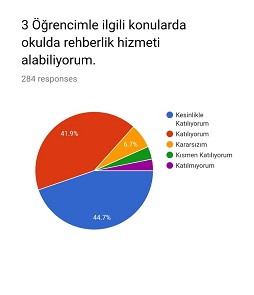 3 Öğrencimle ilgili konularda
okulda rehberlik hizmeti
alabiliyorum.
284 responses
41.9%
6.7%
44.7%
Kesinlikle
Katılıyorum
Katılıyorum
Kararsızım
Kısmen Katılıyorum
Katılmıyorum